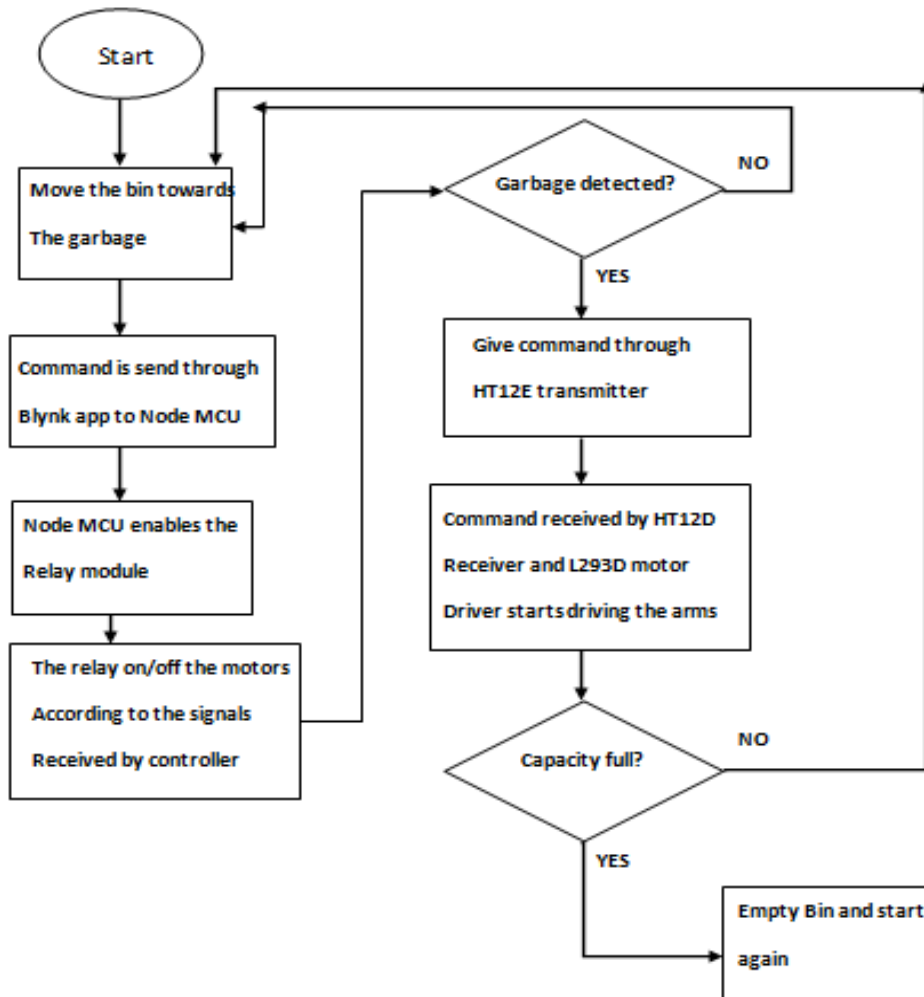 Start
Move the bin towards
The garbage
Command is send through
Blynk app to Node MCU
Node MCU enables the
Relay module
The relay on/off the motors
According to the signals
Received by controller
Garbage detected?
NO
YES
Give command through
HT12E transmitter
Command received by HT12D
Receiver and L293D motor
Driver starts driving the arms
Capacity full?
NO
YES
Empty Bin and start
again